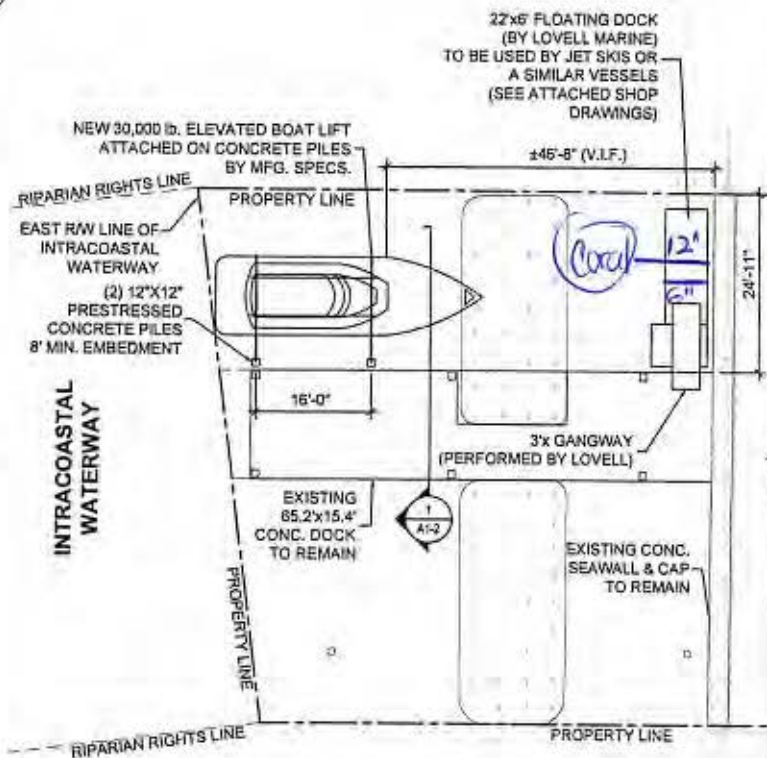 22'x6' FLOATING DOCK
(BY LOVELL MARINE)
TO BE USED BY JET SKIS OR
A SIMILAR VESSELS
(SEE ATTACHED SHOP
DRAWINGS)
NEW 30,000 lb. ELEVATED BOAT LIFT
ATTACHED ON CONCRETE PILES
BY MFG. SPECS.
±46'-8" (V.I.F.)
RIPARIAN RIGHTS LINE
PROPERTY LINE
EAST R/W LINE OF
INTRACOASTAL
WATERWAY
Coral
12"
6"
24'-11"
(2) 12"X12"
PRESTRESSED
CONCRETE PILES
8' MIN. EMBEDMENT
16'-0"
INTRACOASTAL
WATERWAY
3'x GANGWAY
(PERFORMED BY LOVELL)
EXISTING
65.2'x15.4'
CONC. DOCK
TO REMAIN
1
A1-2
EXISTING CONC.
SEAWALL & CAP
TO REMAIN
PROPERTY LINE
RIPARIAN RIGHTS LINE
PROPERTY LINE